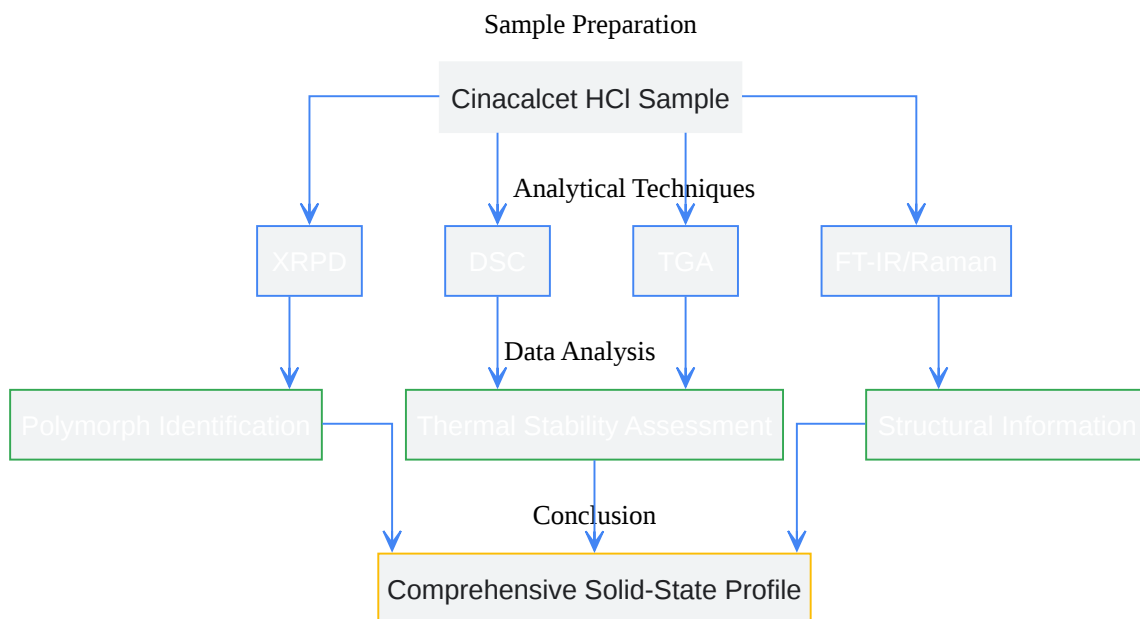 Sample Preparation
Cinacalcet HCl Sample
Analytical Techniques
XRPD
DSC
TGA
FT-IR/Raman
Data Analysis
Polymorph Identification
Thermal Stability Assessment
Structural Information
Conclusion
Comprehensive Solid-State Profile